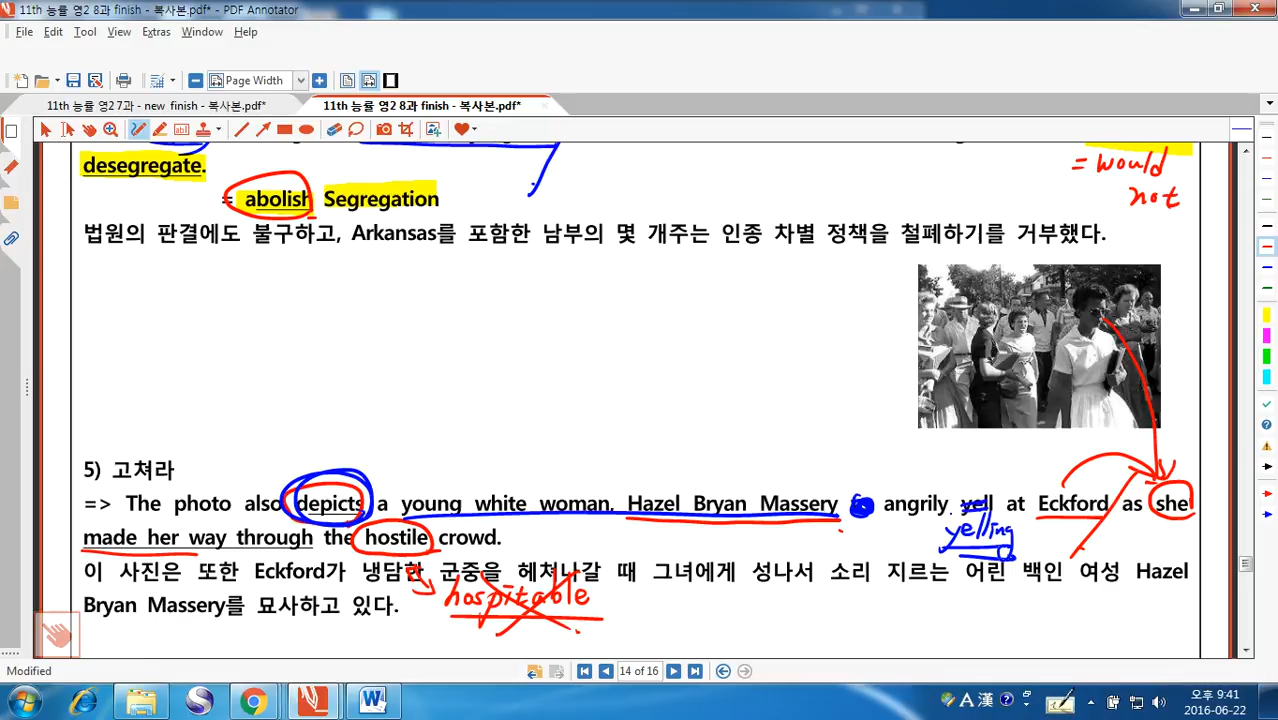 11th 능률 영2 8과 finish - 복사본.pdf* - PDF Annotator
File Edit Tool View Extras Window Help
Page Width
11th 능률 영2 7과 - new finish - 복사본.pdf* 11th 능률 영2 8과 finish - 복사본.pdf*
desegregate.
= would
not
= abolish Segregation
법원의 판결에도 불구하고, Arkansas를 포함한 남부의 몇 개주는 인종 차별 정책을 철폐하기를 거부했다.
5) 고쳐라
=> The photo also depicts a young white woman, Hazel Bryan Massery angrily yell at Eckford as she
yelling
made her way through the hostile crowd.
이 사진은 또한 Eckford가 냉담한 군중을 헤쳐나갈 때 그녀에게 성나서 소리 지르는 어린 백인 여성 Hazel
hospitable
Bryan Massery를 묘사하고 있다.
Modified 14 of 16
A 漢
오후 9:41
2016-06-22